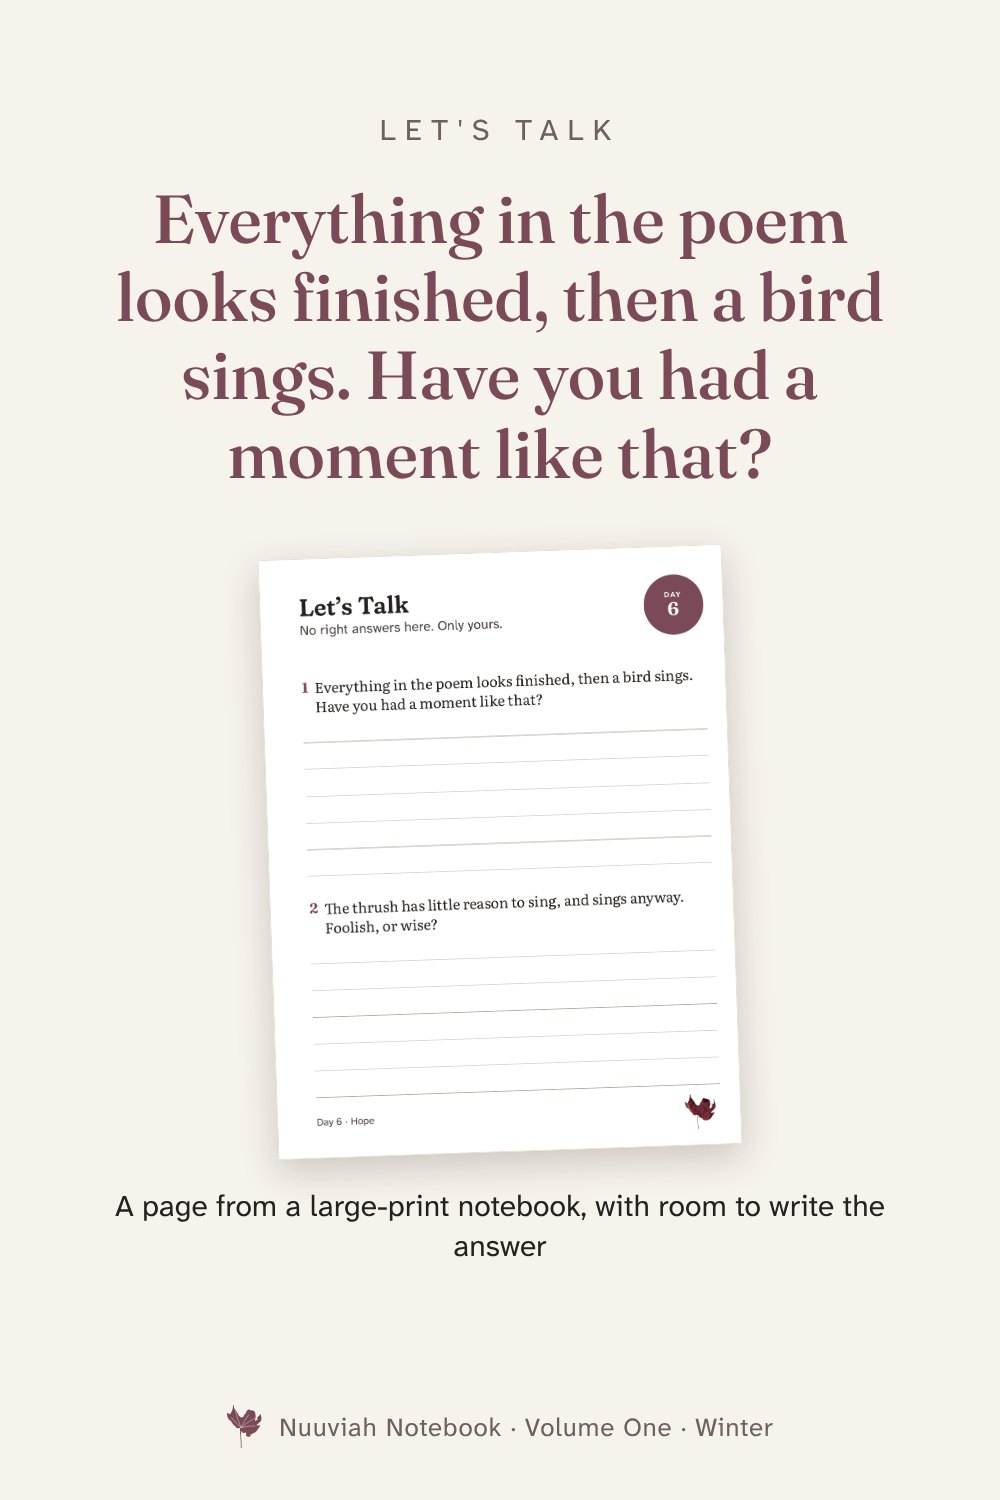 LET'S TALK
Everything in the poem
looks finished, then a bird
sings. Have you had a
moment like that?
Let’s Talk
No right answers here. Only yours.
DAY
6
1 Everything in the poem looks finished, then a bird sings.
Have you had a moment like that?
2 The thrush has little reason to sing, and sings anyway.
Foolish, or wise?
Day 6 · Hope
A page from a large-print notebook, with room to write the
answer
Nuuviah Notebook · Volume One · Winter